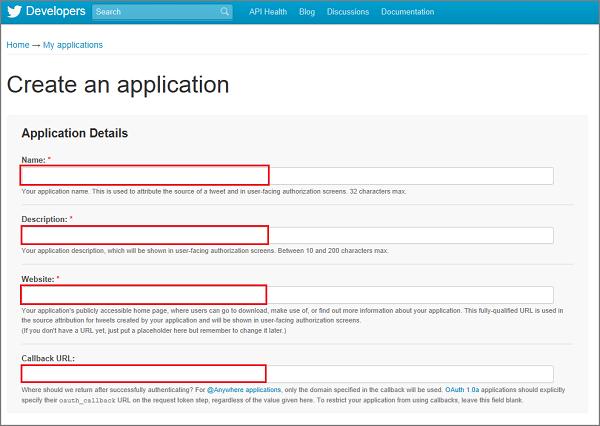 Developers Search API Health Blog Discussions Documentation
Home → My applications
Create an application
Application Details
Name: *
Your application name. This is used to attribute the source of a tweet and in user-facing authorization screens. 32 characters max.
Description: *
Your application description, which will be shown in user-facing authorization screens. Between 10 and 200 characters max.
Website: *
Your application's publicly accessible home page, where users can go to download, make use of, or find out more information about your application. This fully-qualified URL is used in
the source attribution for tweets created by your application and will be shown in user-facing authorization screens.
(If you don't have a URL yet, just put a placeholder here but remember to change it later.)
Callback URL:
Where should we return after successfully authenticating? For @Anywhere applications, only the domain specified in the callback will be used. OAuth 1.0a applications should explicitly
specify their oauth_callback URL on the request token step, regardless of the value given here. To restrict your application from using callbacks, leave this field blank.